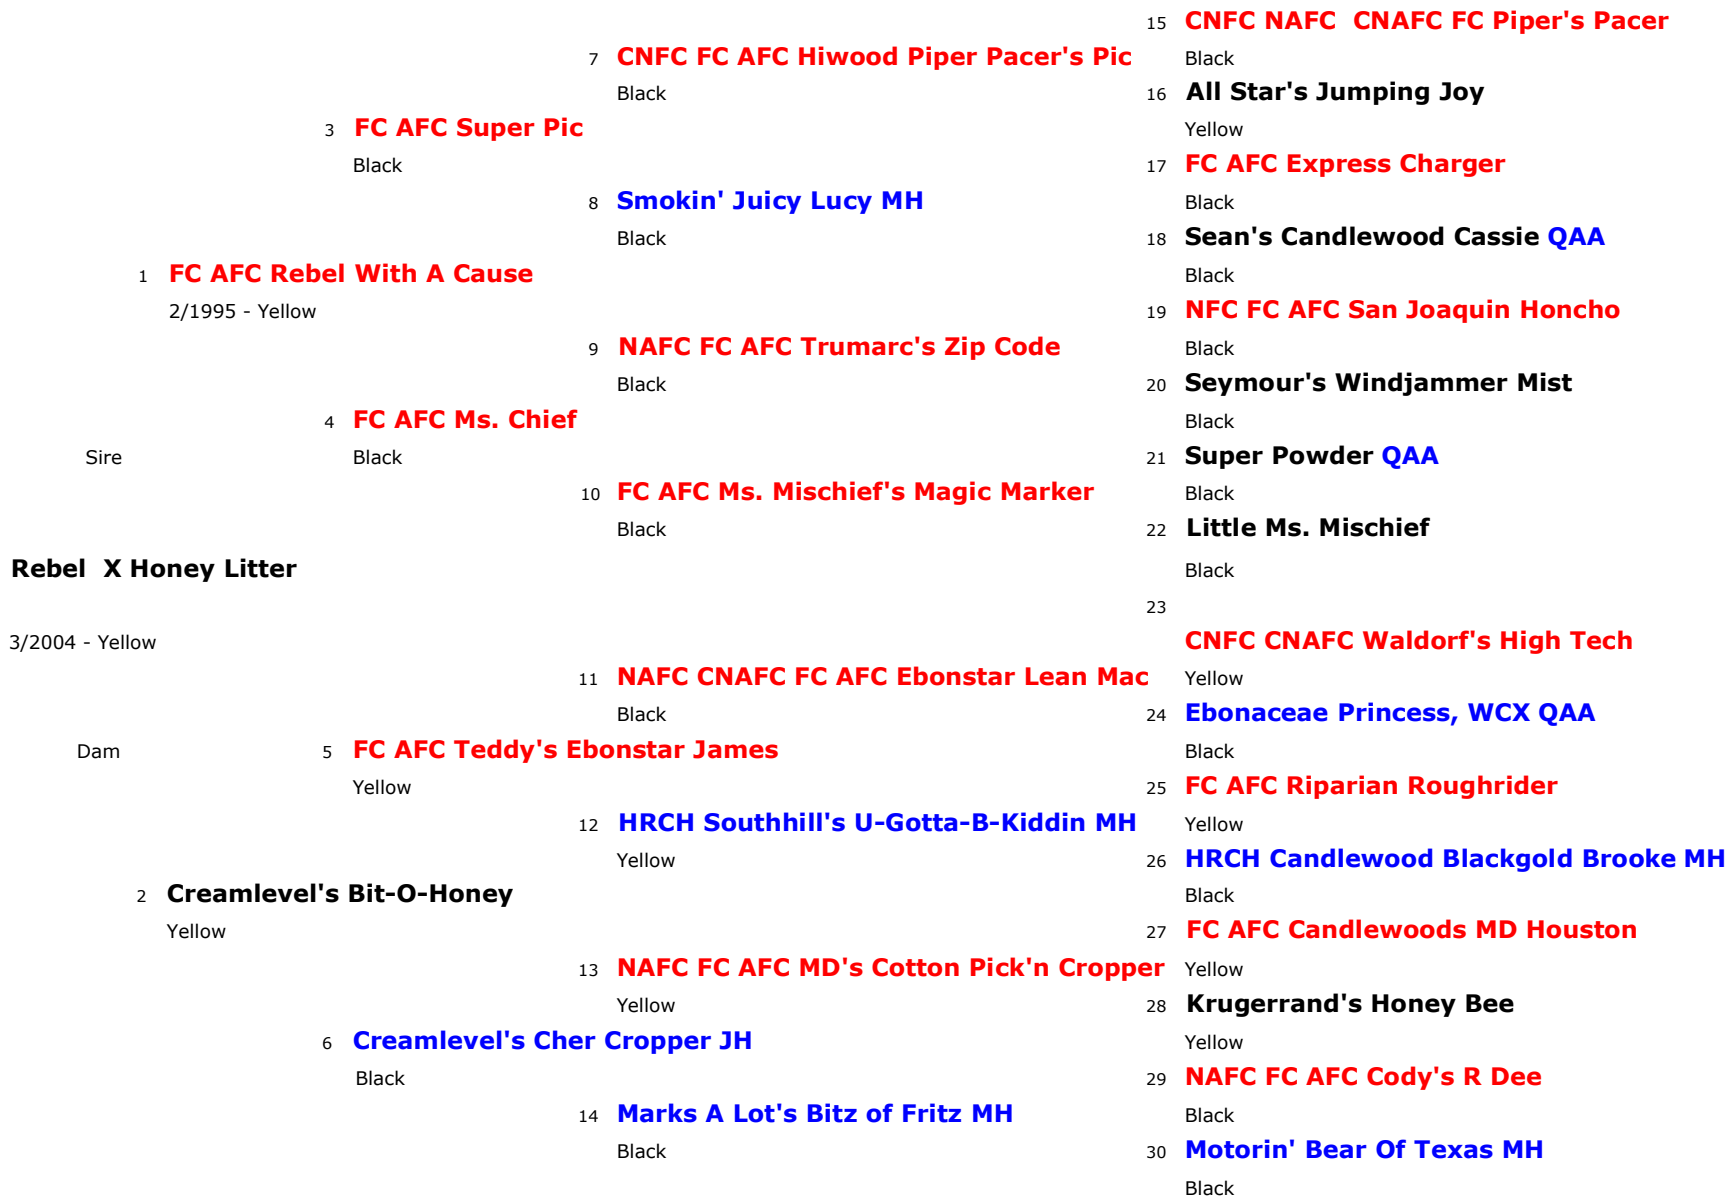 15 CNFC NAFC  CNAFC FC Piper's Pacer
7 CNFC FC AFC Hiwood Piper Pacer's Pic Black
Black 16 All Star's Jumping Joy
3 FC AFC Super Pic Yellow
Black 17 FC AFC Express Charger
8 Smokin' Juicy Lucy MH Black
Black 18 Sean's Candlewood Cassie QAA
1 FC AFC Rebel With A Cause Black
2/1995 - Yellow 19 NFC FC AFC San Joaquin Honcho
9 NAFC FC AFC Trumarc's Zip Code Black
Black 20 Seymour's Windjammer Mist
4 FC AFC Ms. Chief Black
Sire Black 21 Super Powder QAA
10 FC AFC Ms. Mischief's Magic Marker Black
Black 22 Little Ms. Mischief
Rebel  X Honey Litter Black
23
3/2004 - Yellow CNFC CNAFC Waldorf's High Tech
11 NAFC CNAFC FC AFC Ebonstar Lean Mac Yellow
Black 24 Ebonaceae Princess, WCX QAA
Dam 5 FC AFC Teddy's Ebonstar James Black
Yellow 25 FC AFC Riparian Roughrider
12 HRCH Southhill's U-Gotta-B-Kiddin MH Yellow
Yellow 26 HRCH Candlewood Blackgold Brooke MH
2 Creamlevel's Bit-O-Honey Black
Yellow 27 FC AFC Candlewoods MD Houston
13 NAFC FC AFC MD's Cotton Pick'n Cropper Yellow
Yellow 28 Krugerrand's Honey Bee
6 Creamlevel's Cher Cropper JH Yellow
Black 29 NAFC FC AFC Cody's R Dee
14 Marks A Lot's Bitz of Fritz MH Black
Black 30 Motorin' Bear Of Texas MH
Black